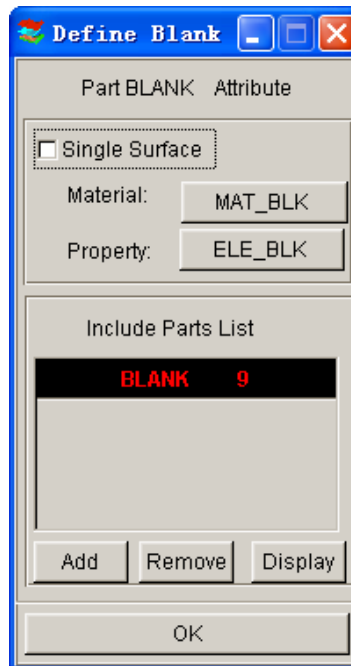 Define Blank
Part BLANK Attribute
Single Surface
Material: MAT_BLK
Property: ELE_BLK
Include Parts List
BLANK 9
Add Remove Display
OK